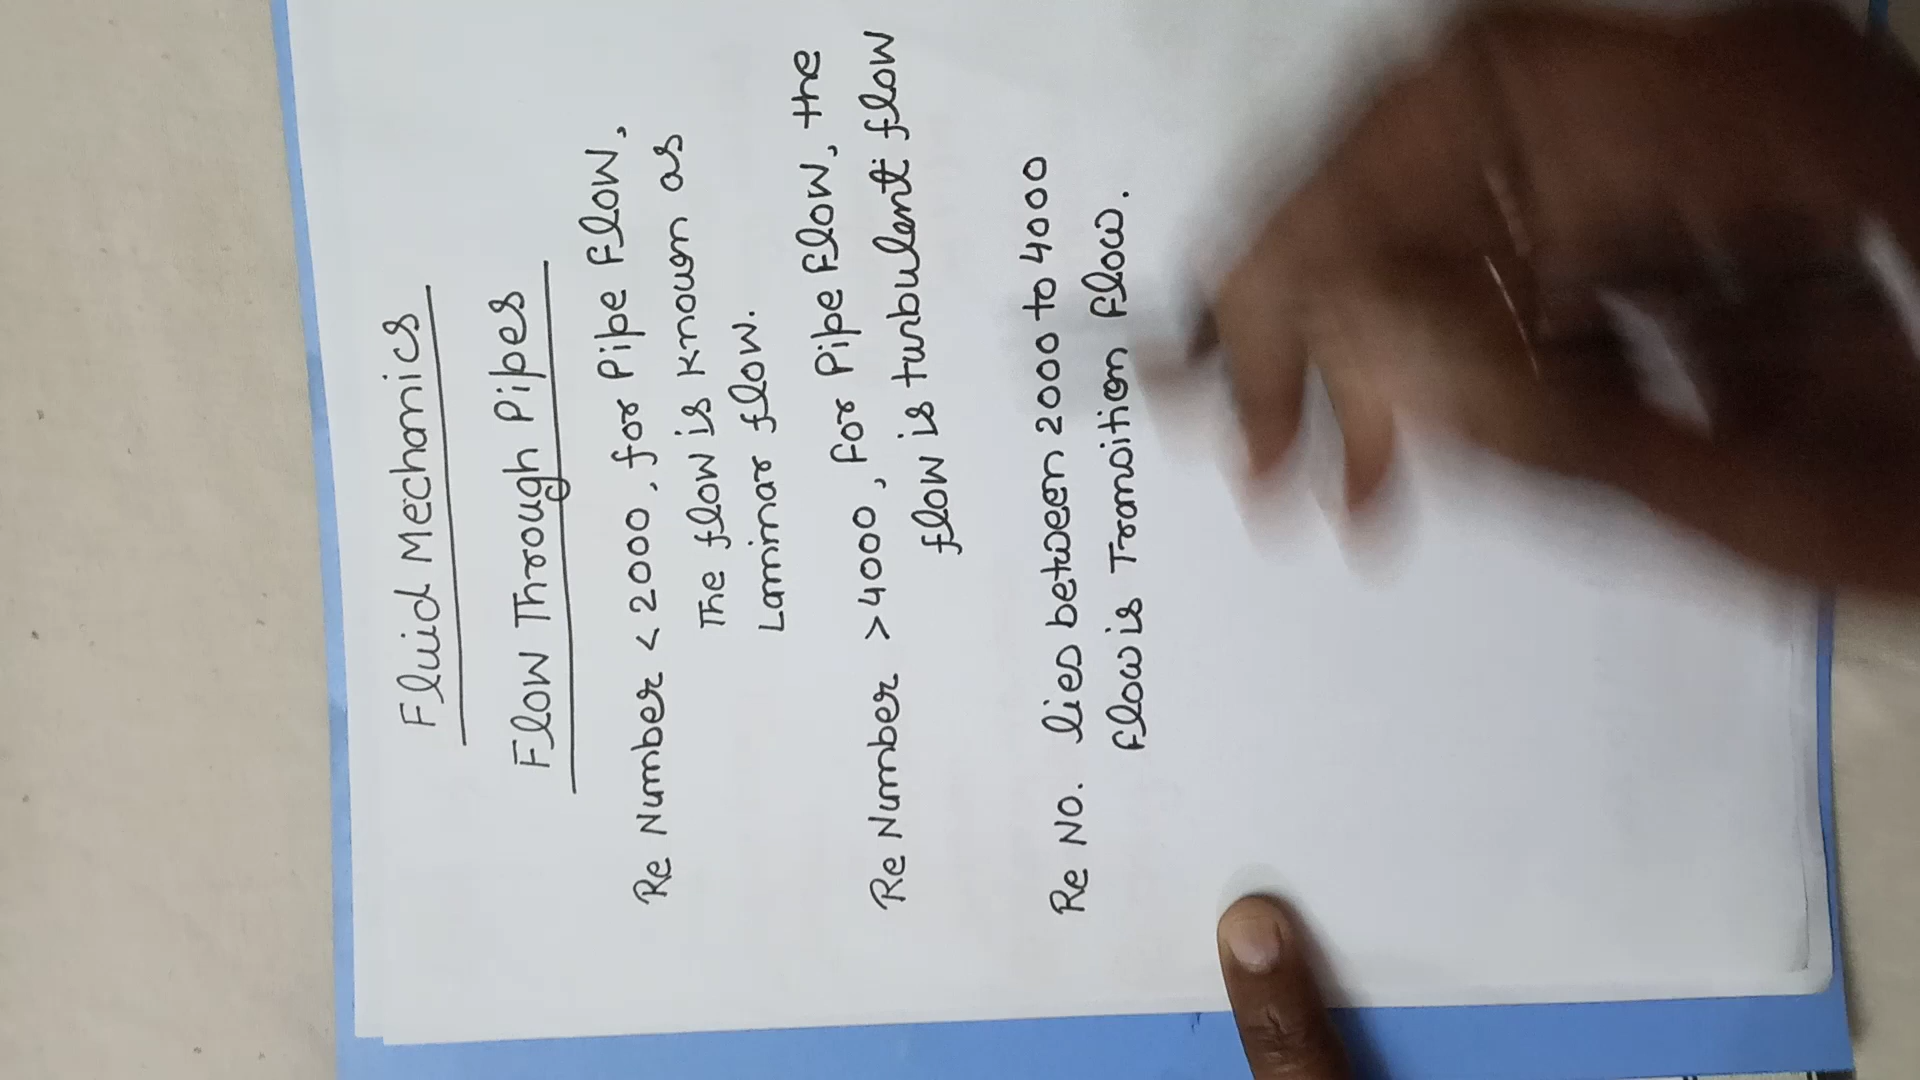 Fluid Mechanics
Flow Through Pipes
Re Number < 2000, for Pipe Flow,
The flow is known as
Laminar flow.
Re Number > 4000, For Pipe Flow, the
flow is turbulent flow
Re No. lies between 2000 to 4000
Flow is Transition Flow.